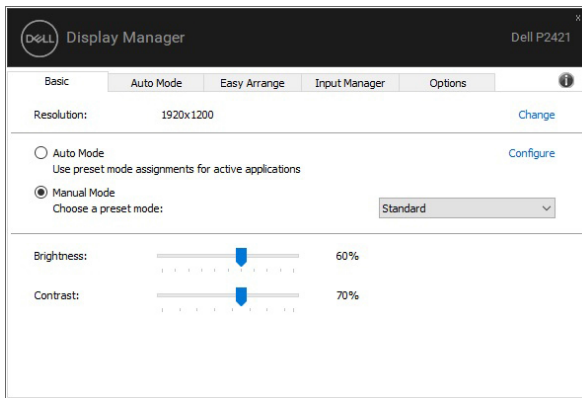 DELL Display Manager Dell P2421
Basic Auto Mode Easy Arrange Input Manager Options
Resolution: 1920x1200 Change
Auto Mode Configure
Use preset mode assignments for active applications
Manual Mode
Choose a preset mode: Standard
Brightness: 60%
Contrast: 70%